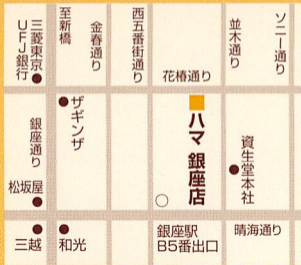 三菱東京
UFJ銀行
至新橋
金春通り
西五番街通り
花椿通り
並木通り
ソニー通り
ザギンザ
ハマ 銀座店
資生堂本社
銀座通り
松坂屋
三越
和光
銀座駅
B5番出口
晴海通り